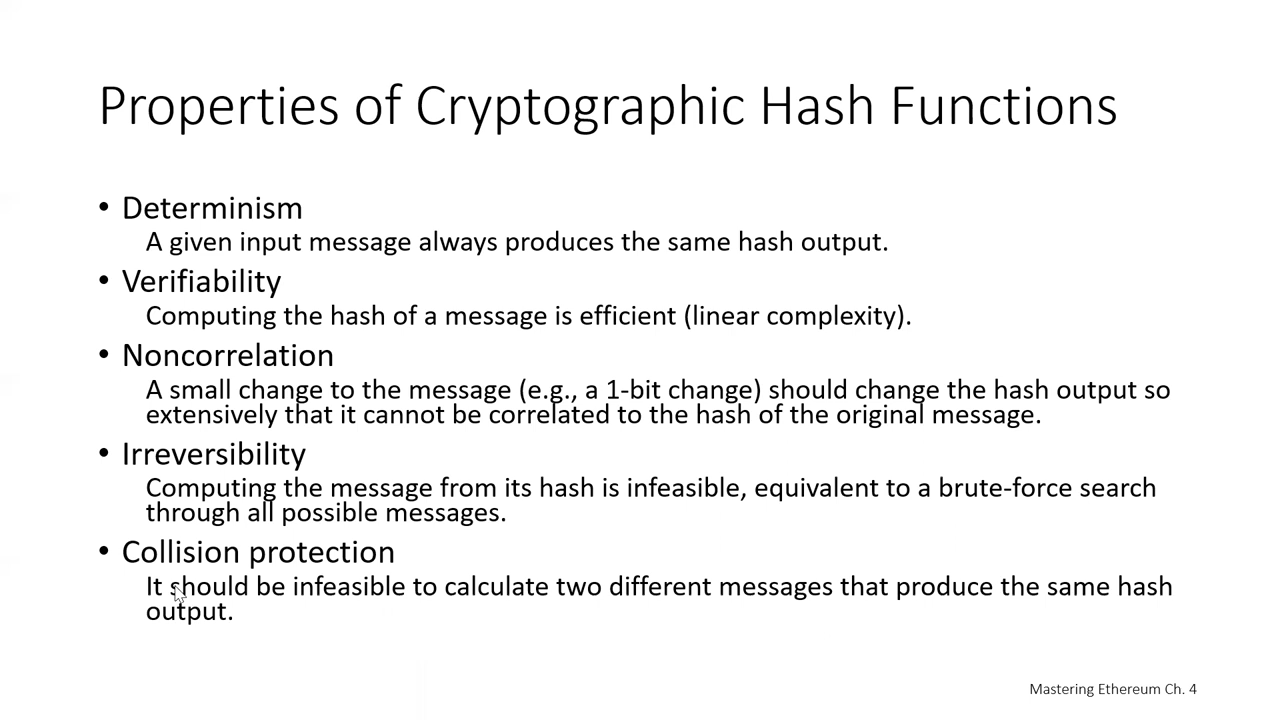 Properties of Cryptographic Hash Functions
• Determinism
A given input message always produces the same hash output.
• Verifiability
Computing the hash of a message is efficient (linear complexity).
• Noncorrelation
A small change to the message (e.g., a 1-bit change) should change the hash output so
extensively that it cannot be correlated to the hash of the original message.
• Irreversibility
Computing the message from its hash is infeasible, equivalent to a brute-force search
through all possible messages.
• Collision protection
It should be infeasible to calculate two different messages that produce the same hash
output.
Mastering Ethereum Ch. 4